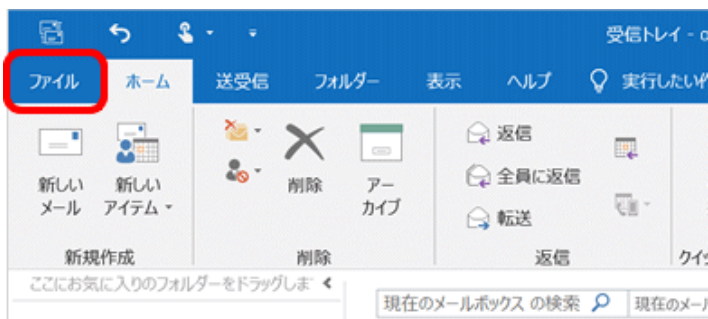 受信トレイ - o
ファイル ホーム 送受信 フォルダー 表示 ヘルプ 実行したい
新しい
メール
新しい
アイテム
削除
アー
カイブ
返信
全員に返信
転送
新規作成 削除 返信 クイッ
ここにお気に入りのフォルダーをドラッグしま
現在のメールボックス の検索 現在のメー